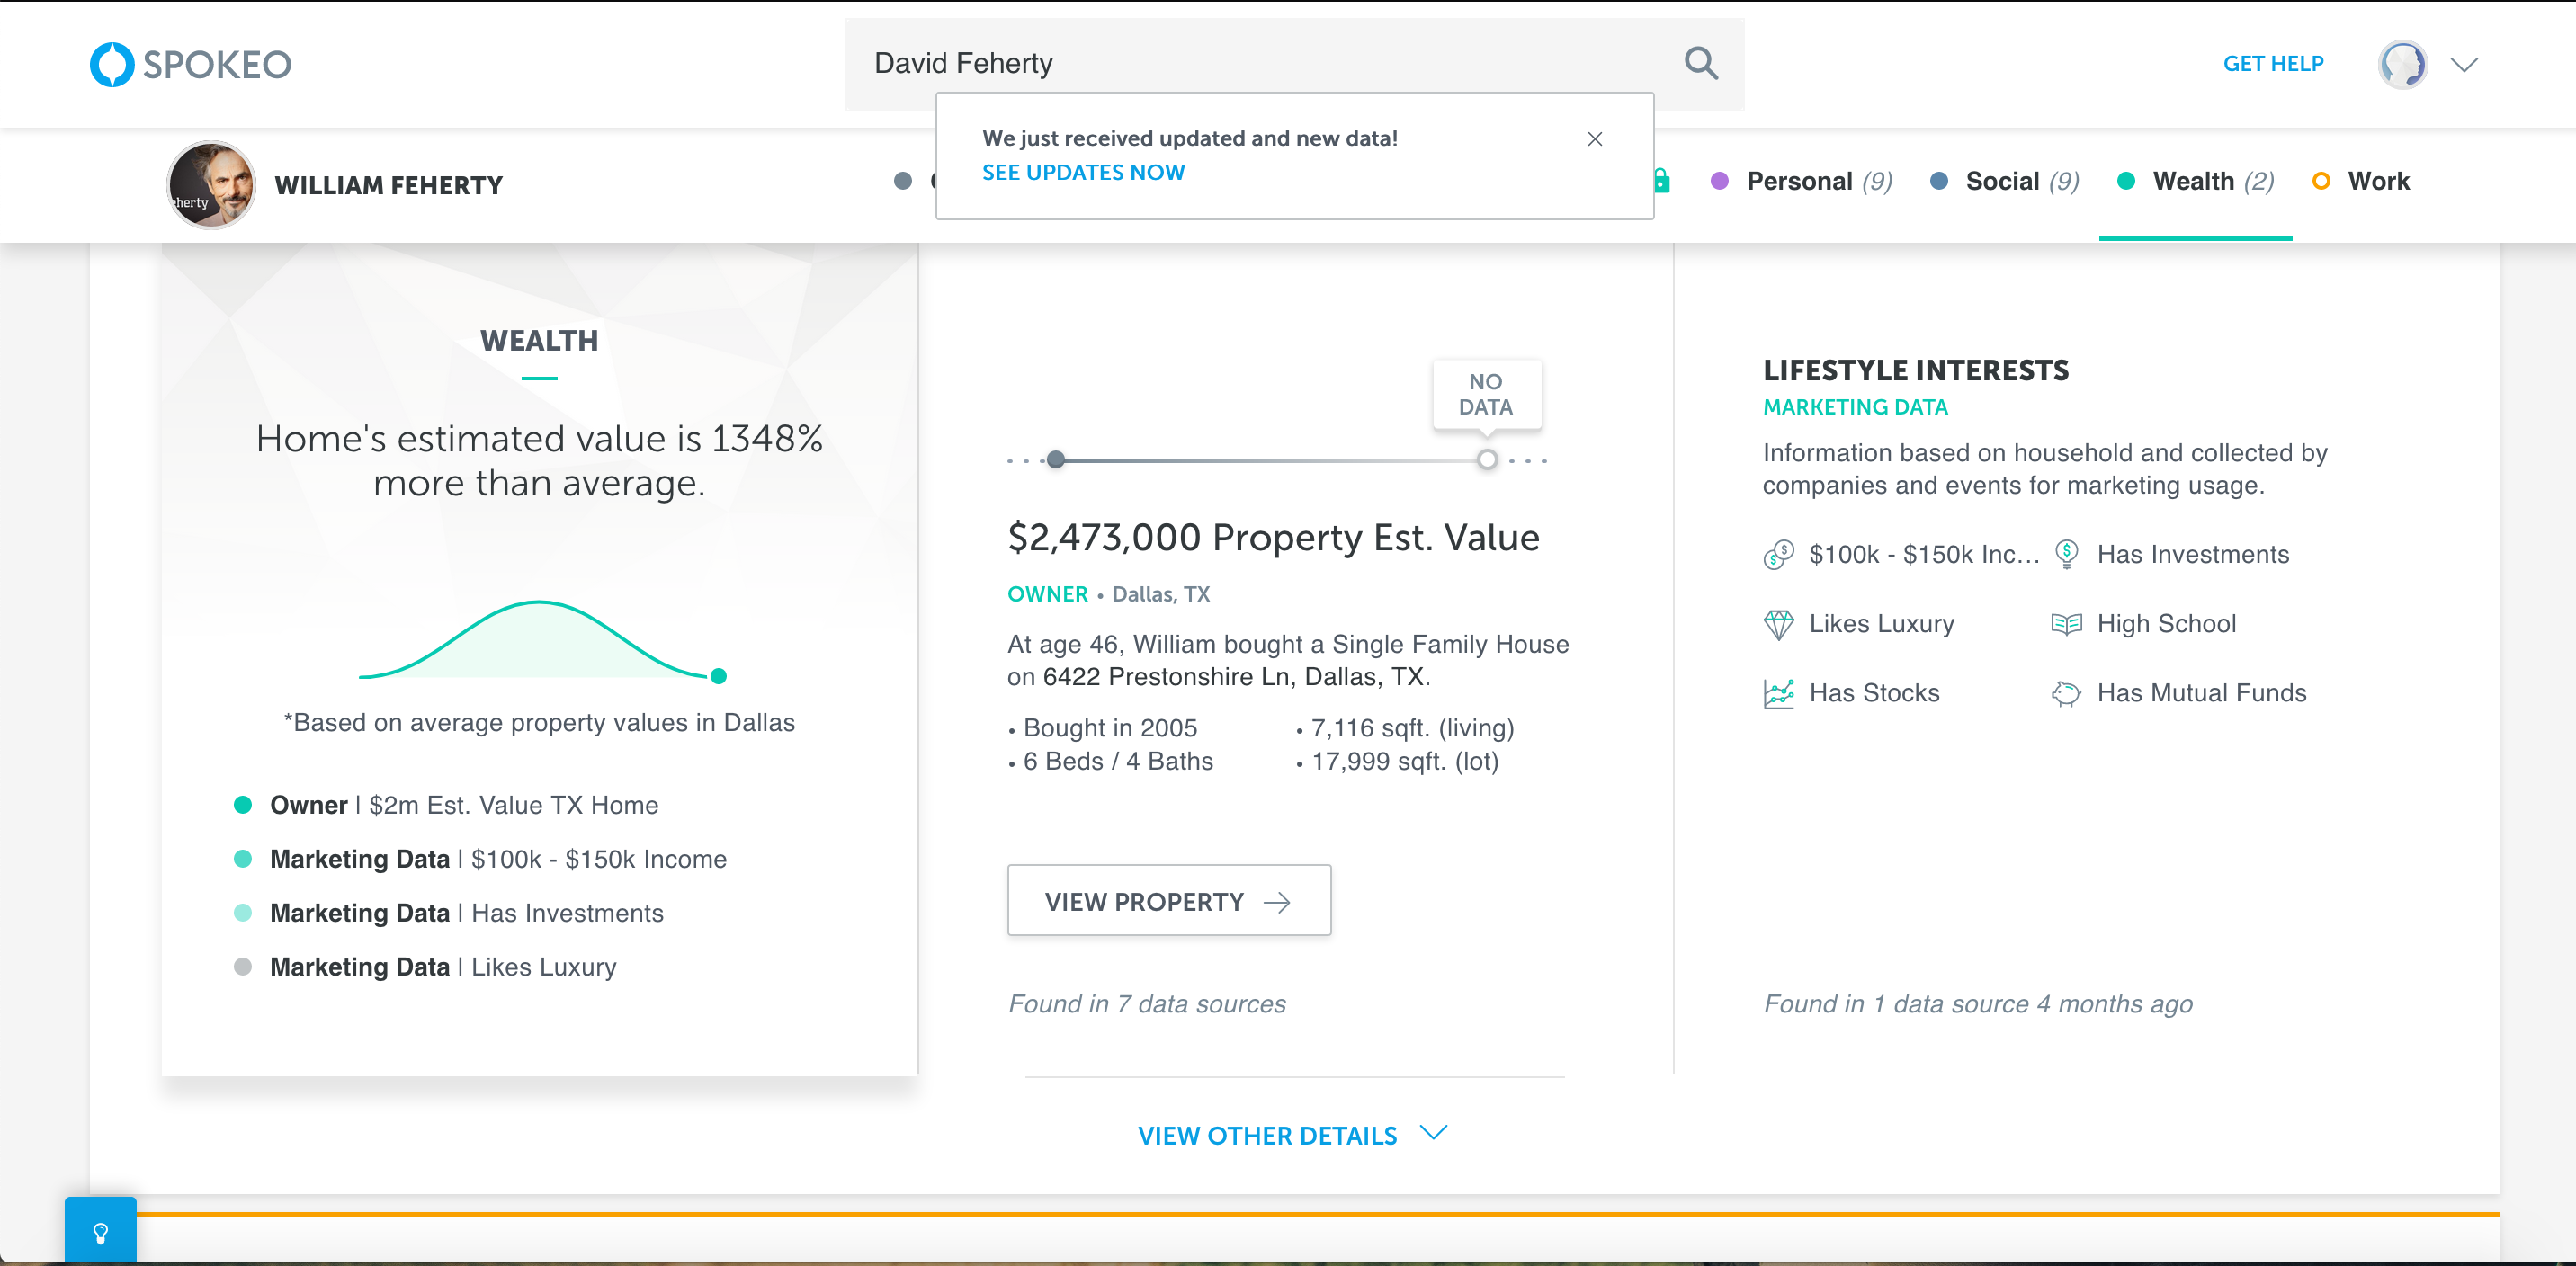 SPOKEO
David Feherty
GET HELP
We just received updated and new data!
SEE UPDATES NOW
herty
WILLIAM FEHERTY
Personal (9)
Social (9)
Wealth (2)
Work
WEALTH
Home's estimated value is 1348%
more than average.
*Based on average property values in Dallas
Owner | $2m Est. Value TX Home
Marketing Data | $100k - $150k Income
Marketing Data | Has Investments
Marketing Data | Likes Luxury
NO
DATA
$2,473,000 Property Est. Value
OWNER • Dallas, TX
At age 46, William bought a Single Family House
on 6422 Prestonshire Ln, Dallas, TX.
• Bought in 2005
• 7,116 sqft. (living)
• 6 Beds / 4 Baths
• 17,999 sqft. (lot)
VIEW PROPERTY
Found in 7 data sources
LIFESTYLE INTERESTS
MARKETING DATA
Information based on household and collected by
companies and events for marketing usage.
$100k - $150k Inc...
Has Investments
Likes Luxury
High School
Has Stocks
Has Mutual Funds
Found in 1 data source 4 months ago
VIEW OTHER DETAILS